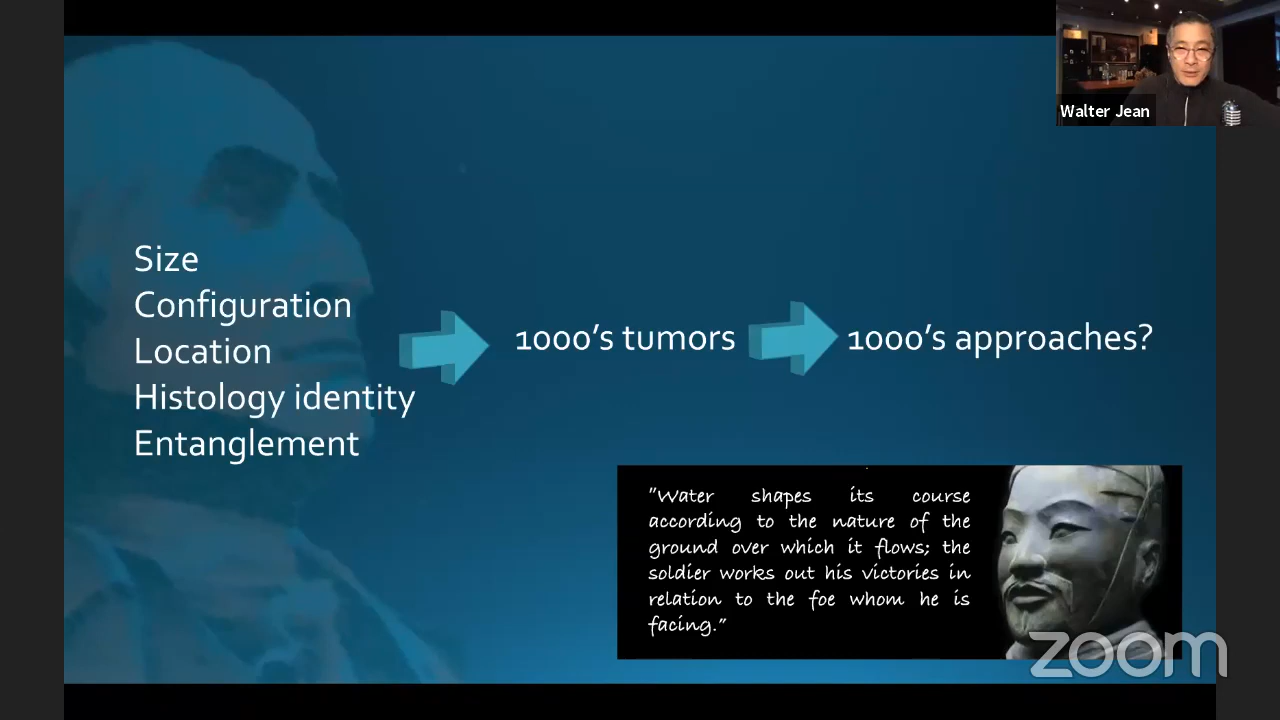 Walter Jean
Size
Configuration
Location
Histology identity
Entanglement
1000's tumors
1000's approaches?
"Water shapes its course
according to the nature of the
ground over which it flows; the
soldier works out his victories in
relation to the foe whom he is
facing."
zoom